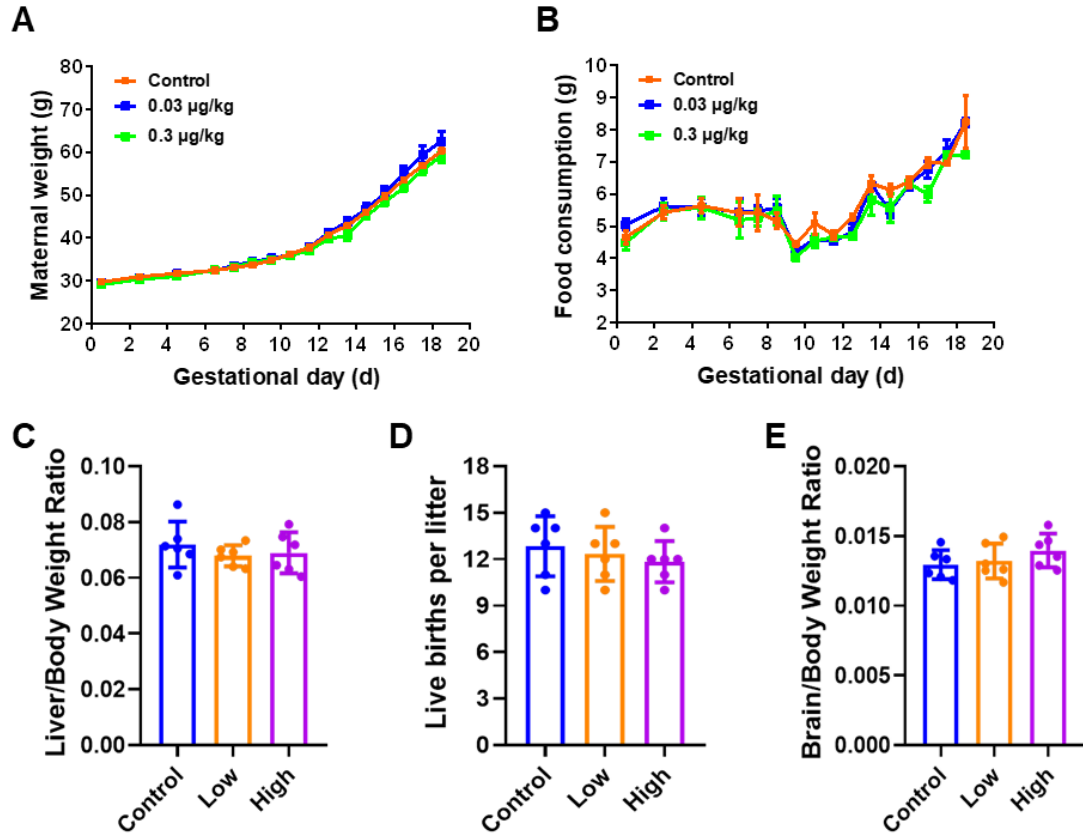 A
Maternal weight (g)
80
70
60
50
40
30
20
Control
0.03 µg/kg
0.3 µg/kg
0 2 4 6 8 10 12 14 16 18 20
Gestational day (d)
B
Food consumption (g)
10
9
8
7
6
5
4
3
2
Control
0.03 µg/kg
0.3 µg/kg
0 2 4 6 8 10 12 14 16 18 20
Gestational day (d)
C
Liver/Body Weight Ratio
0.10
0.08
0.06
0.04
0.02
0.00
Control Low High
D
Live births per litter
18
15
12
9
6
3
0
Control Low High
E
Brain/Body Weight Ratio
0.020
0.015
0.010
0.005
0.000
Control Low High